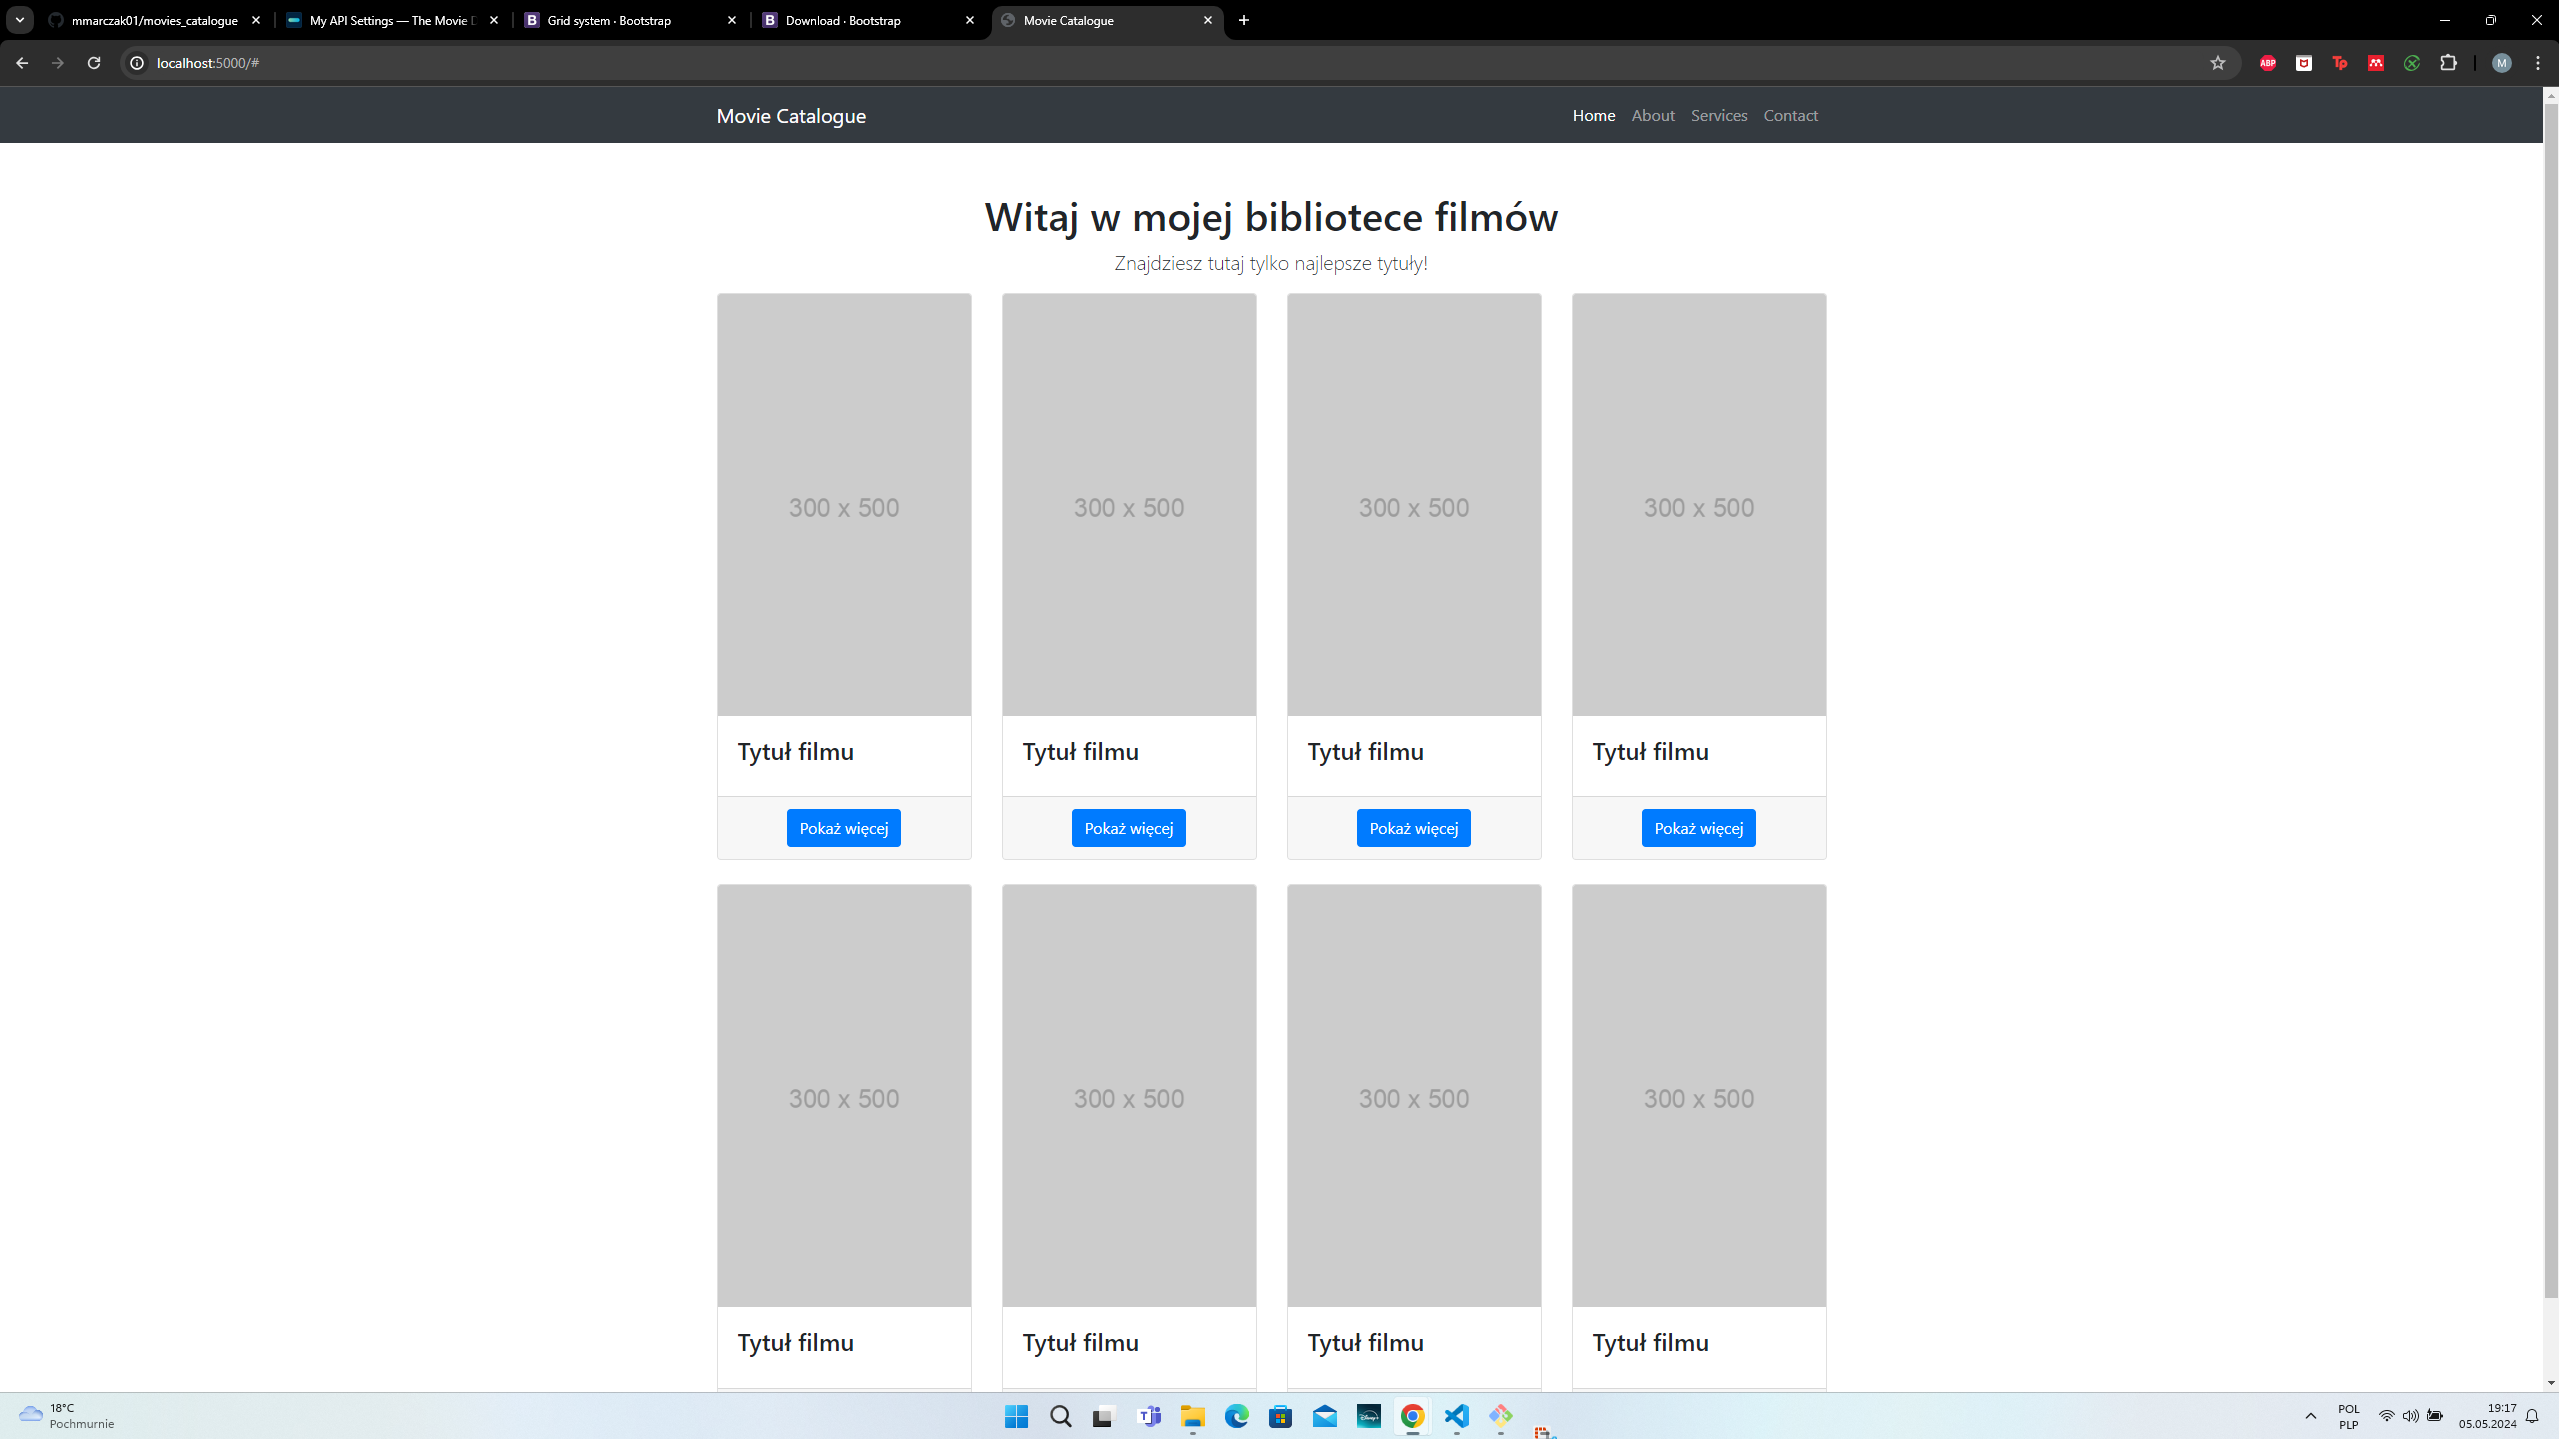 mmarczak01/movies_catalogue
My API Settings — The Movie D
Grid system · Bootstrap
Download · Bootstrap
Movie Catalogue
localhost:5000/#
ABP
Tp
M
Movie Catalogue
Home About Services Contact
Witaj w mojej bibliotece filmów
Znajdziesz tutaj tylko najlepsze tytuły!
300 x 500 300 x 500 300 x 500 300 x 500
Tytuł filmu Tytuł filmu Tytuł filmu Tytuł filmu
Pokaż więcej Pokaż więcej Pokaż więcej Pokaż więcej
300 x 500 300 x 500 300 x 500 300 x 500
Tytuł filmu Tytuł filmu Tytuł filmu Tytuł filmu
18°C
Pochmurnie
POL
PLP
19:17
05.05.2024